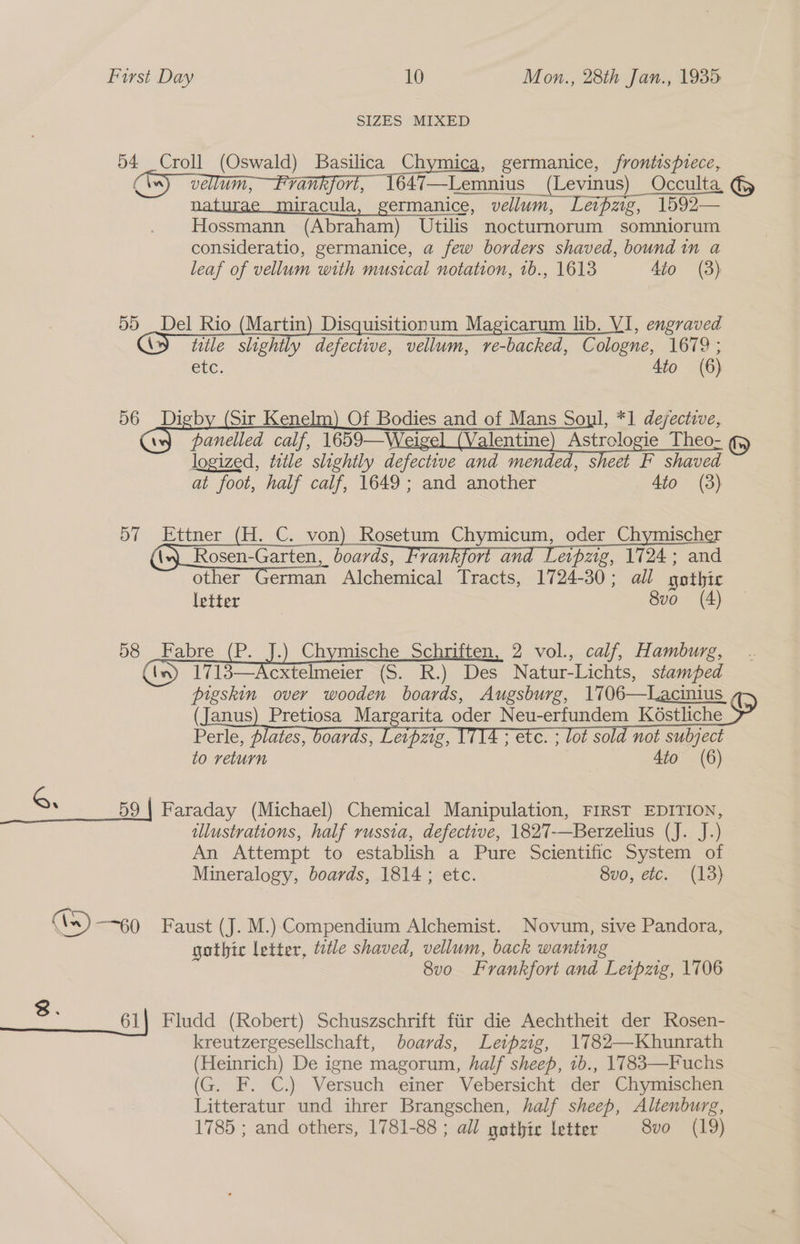 First Day 10 Mon., 28th Jan., 1935
SIZES MIXED
54 Croll (Oswald) Basilica Chymica, germanice, frontispiece,
vellum, Frankfort, 1647—Lemnius (Levinus) Occulta
naturae miracula, germanice, vellum, Leipzig, 1592—
Hossmann (Abraham) Utilis nocturnorum somniorum
consideratio, germanice, a few borders shaved, bound in a
leaf of vellum with musical notation, ib., 1613 4to (3)
55 Del Rio (Martin) Disquisitionum Magicarum lib. VI, engraved
title slightly defective, vellum, re-backed, Cologne, 1679 ;
etc. 4to (6)
56 Digby (Sir Kenelm) Of Bodies and of Mans Soul, *1 defective,
panelled calf, 1659—Weigel (Valentine) Astrologie Theo-
logized, title slightly defective and mended, sheet F shaved
at foot, half calf, 1649 ; and another 4to (3)
57 Ettner (H. C. von) Rosetum Chymicum, oder Chymischer
Rosen-Garten, boards, Frankfort and Leipzig, 1724 ; and
other German Alchemical Tracts, 1724-30 ; all gothic
letter 8vo (4)
58 Fabre (P. J.) Chymische Schriften, 2 vol., calf, Hamburg,
1713—Acxtelmeier (S. R.) Des Natur-Lichts, stamped
pigskin over wooden boards, Augsburg, 1706—Lacinius
(Janus) Pretiosa Margarita oder Neu-erfundem Köstliche
Perle, plates, boards, Leipzig, 1714 ; etc. ; lot sold not subject
to return 4to (6)
59 Faraday (Michael) Chemical Manipulation, FIRST EDITION,
illustrations, half russia, defective, 1827—Berzelius (J. J.)
An Attempt to establish a Pure Scientific System of
Mineralogy, boards, 1814 ; etc. 8vo, etc. (13)
60 Faust (J. M.) Compendium Alchemist. Novum, sive Pandora,
gothic letter, title shaved, vellum, back wanting
8vo Frankfort and Leipzig, 1706
8. 61 Fludd (Robert) Schuszschrift für die Aechtheit der Rosen-
kreutzergesellschaft, boards, Leipzig, 1782—Khunrath
(Heinrich) De igne magorum, half sheep, ib., 1783—Fuchs
(G. F. C.) Versuch einer Vebersicht der Chymischen
Litteratur und ihrer Brangschen, half sheep, Altenburg,
1785 ; and others, 1781-88 ; all gothic letter 8vo (19)